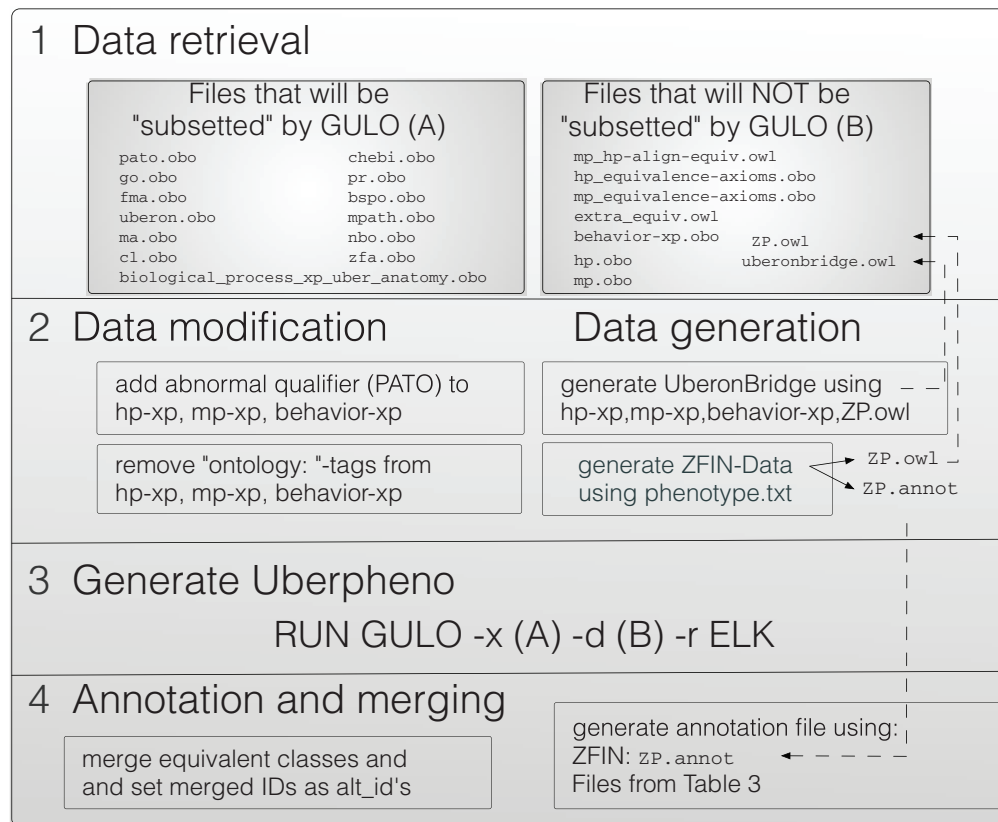 1 Data retrieval
Files that will be
"subsetted" by GULO (A)
pato.obo
go.obo
fma.obo
uberon.obo
ma.obo
cl.obo
chebi.obo
pr.obo
bspo.obo
mpath.obo
nbo.obo
zfa.obo
biological_process_xp_uber_anatomy.obo
Files that will NOT be
"subsetted" by GULO (B)
mp_hp-align-equiv.owl
hp_equivalence-axioms.obo
mp_equivalence-axioms.obo
extra_equiv.owl
behavior-xp.obo
hp.obo
mp.obo
ZP.owl
uberonbridge.owl
2 Data modification
add abnormal qualifier (PATO) to
hp-xp, mp-xp, behavior-xp
remove "ontology: "-tags from
hp-xp, mp-xp, behavior-xp
Data generation
generate UberonBridge using
hp-xp,mp-xp,behavior-xp,ZP.owl
generate ZFIN-Data
using phenotype.txt
ZP.owl
ZP.annot
3 Generate Uberpheno
RUN GULO -x (A) -d (B) -r ELK
4 Annotation and merging
merge equivalent classes and
and set merged IDs as alt_id's
generate annotation file using:
ZFIN: ZP.annot
Files from Table 3